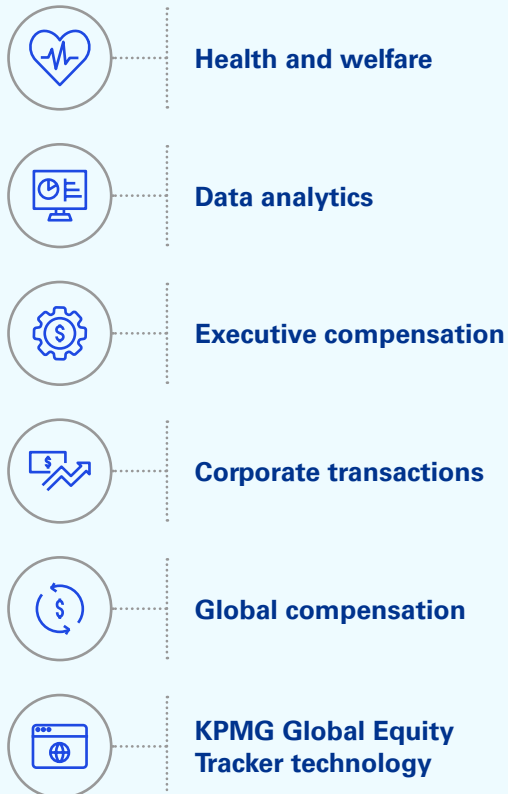 Health and welfare
Data analytics
Executive compensation
$
Corporate transactions
$
Global compensation
$
KPMG Global Equity
Tracker technology